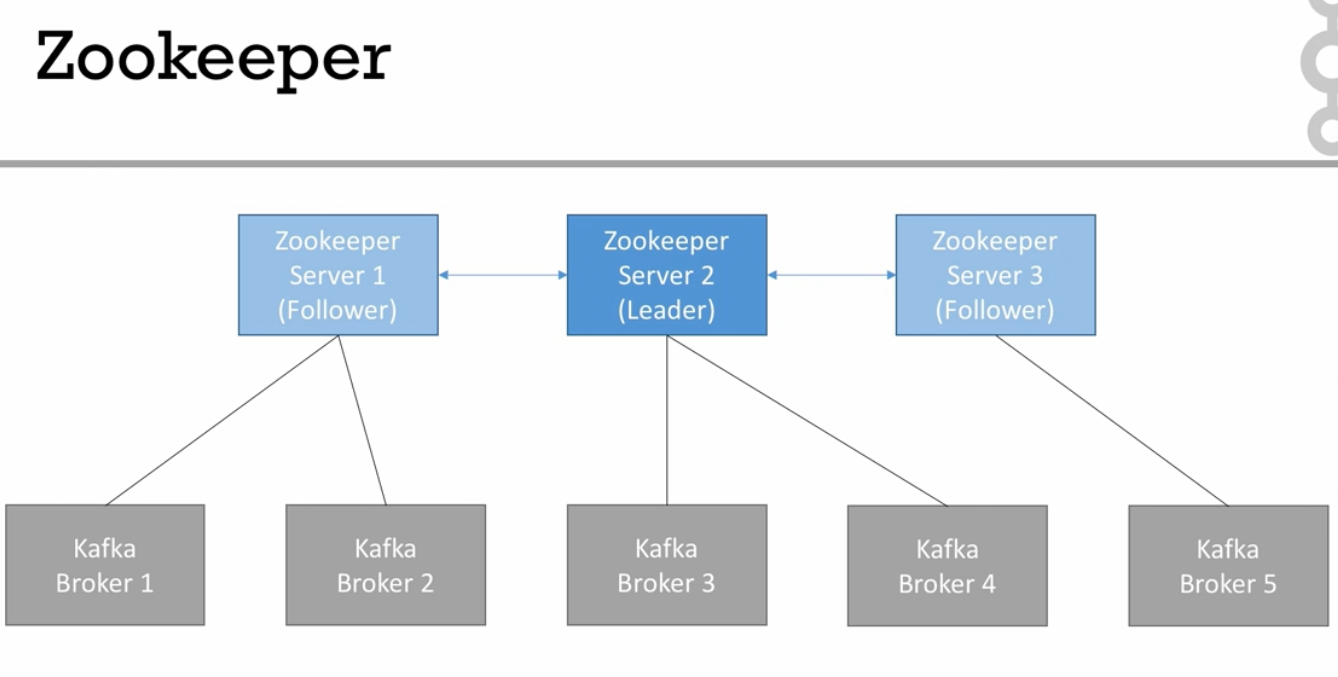 Zookeeper
Zookeeper
Server 1
(Follower)
Zookeeper
Server 2
(Leader)
Zookeeper
Server 3
(Follower)
Kafka
Broker 1
Kafka
Broker 2
Kafka
Broker 3
Kafka
Broker 4
Kafka
Broker 5